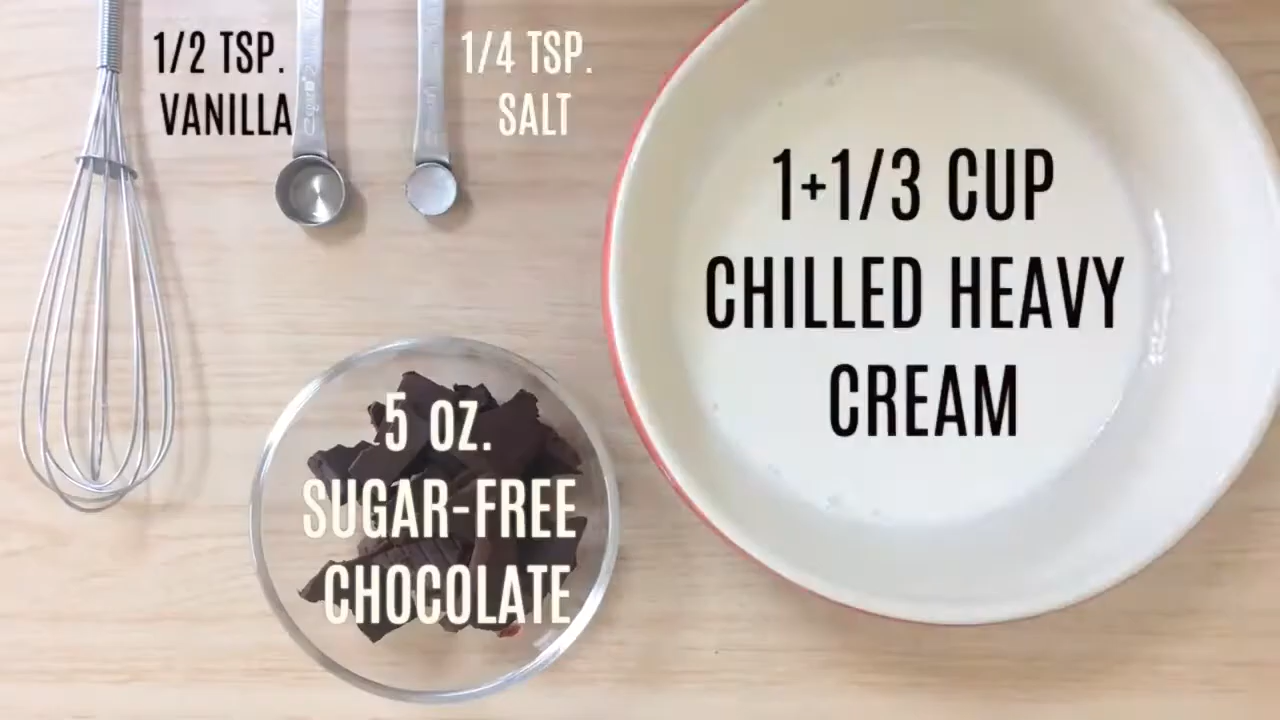 1/2 TSP.
VANILLA
1/4 TSP.
SALT
1+1/3 CUP
CHILLED HEAVY
CREAM
5 OZ.
SUGAR-FREE
CHOCOLATE